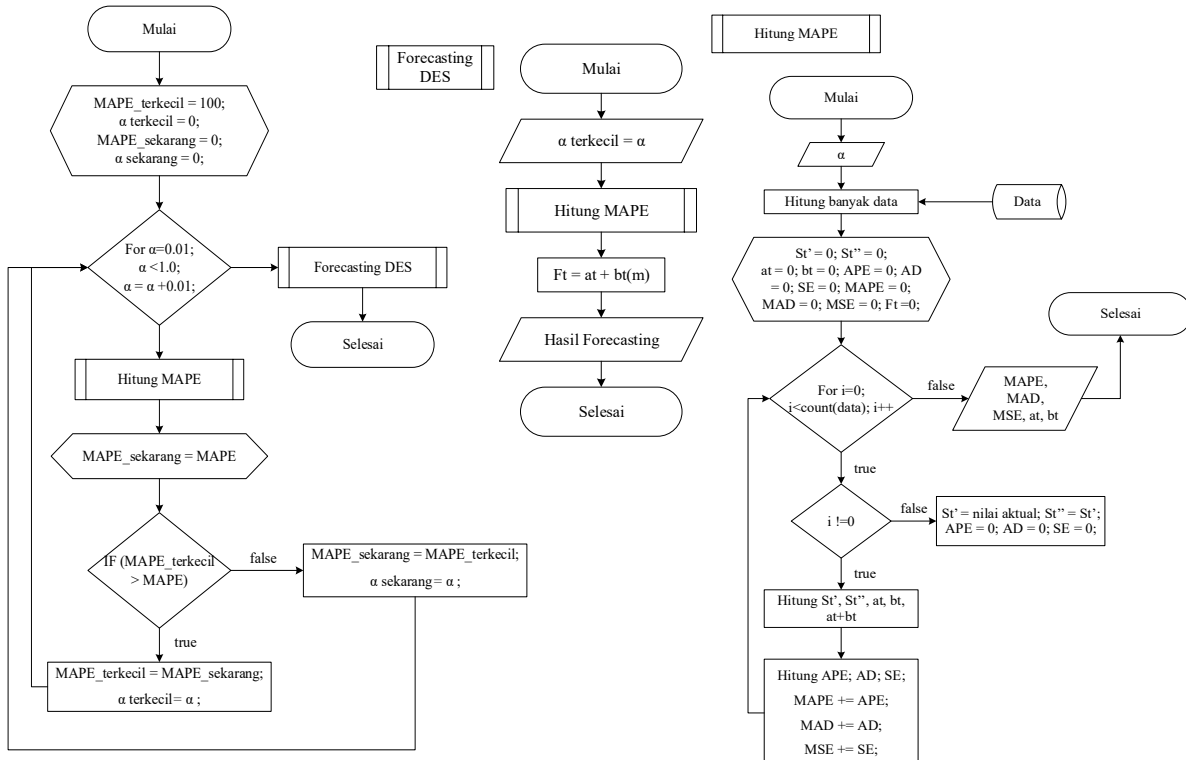 Mulai
MAPE_terkecil = 100;
α terkecil = 0;
MAPE_sekarang = 0;
α sekarang = 0;
For α=0.01;
α <1.0;
α = α +0.01;
Forecasting DES
Selesai
Hitung MAPE
MAPE_sekarang = MAPE
IF (MAPE_terkecil
> MAPE)
false
MAPE_sekarang = MAPE_terkecil;
α sekarang= α ;
true
MAPE_terkecil = MAPE_sekarang;
α terkecil= α ;
Forecasting
DES
Mulai
α terkecil = α
Hitung MAPE
Ft = at + bt(m)
Hasil Forecasting
Selesai
Hitung MAPE
Mulai
α
Hitung banyak data
Data
St’ = 0; St’’ = 0;
at = 0; bt = 0; APE = 0; AD
= 0; SE = 0; MAPE = 0;
MAD = 0; MSE = 0; Ft =0;
Selesai
For i=0;
i<count(data); i++
false
MAPE,
MAD,
MSE, at, bt
true
i !=0
false
St’ = nilai aktual; St’’ = St’;
APE = 0; AD = 0; SE = 0;
true
Hitung St’, St’’, at, bt,
at+bt
Hitung APE; AD; SE;
MAPE += APE;
MAD += AD;
MSE += SE;